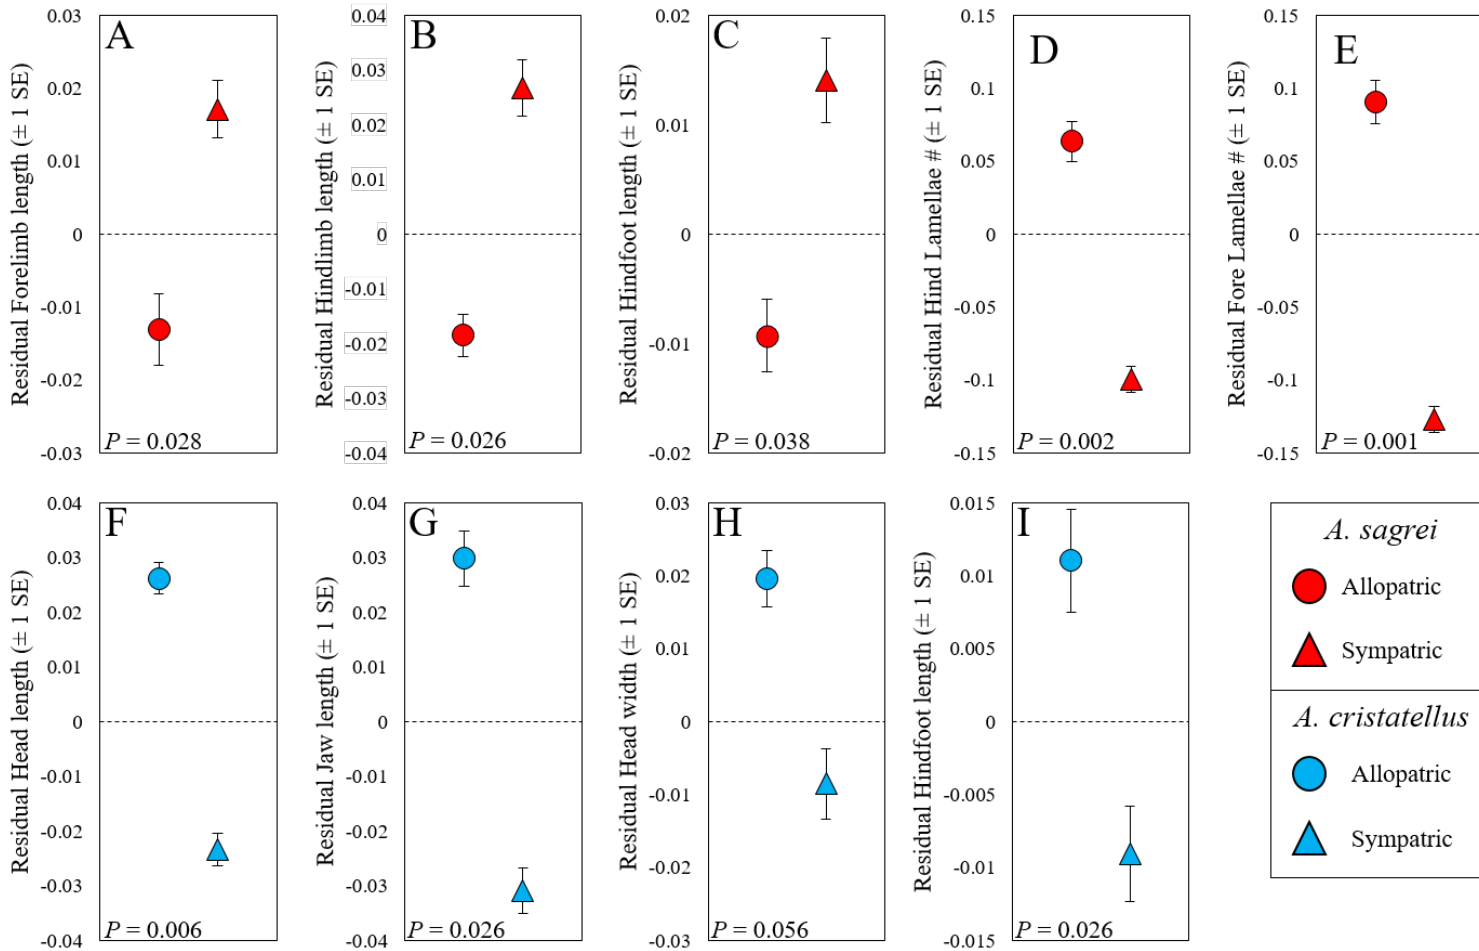 A
Residual Forelimb length (± 1 SE)
0.03
0.02
0.01
0
-0.01
-0.02
-0.03
P = 0.028
B
Residual Hindlimb length (± 1 SE)
0.04
0.03
0.02
0.01
0
-0.01
-0.02
-0.03
-0.04
P = 0.026
C
Residual Hindfoot length (± 1 SE)
0.02
0.01
0
-0.01
-0.02
P = 0.038
D
Residual Hind Lamellae # (± 1 SE)
0.15
0.1
0.05
0
-0.05
-0.1
-0.15
P = 0.002
E
Residual Fore Lamellae # (± 1 SE)
0.15
0.1
0.05
0
-0.05
-0.1
-0.15
P = 0.001
F
Residual Head length (± 1 SE)
0.04
0.03
0.02
0.01
0
-0.01
-0.02
-0.03
-0.04
P = 0.006
G
Residual Jaw length (± 1 SE)
0.04
0.03
0.02
0.01
0
-0.01
-0.02
-0.03
-0.04
P = 0.026
H
Residual Head width (± 1 SE)
0.03
0.02
0.01
0
-0.01
-0.02
-0.03
P = 0.056
I
Residual Hindfoot length (± 1 SE)
0.015
0.01
0.005
0
-0.005
-0.01
-0.015
P = 0.026
A. sagrei
Allopatric
Sympatric
A. cristatellus
Allopatric
Sympatric